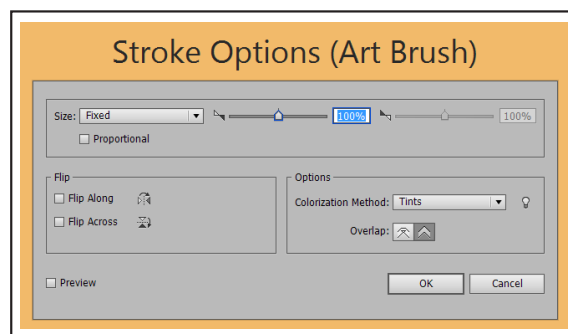 Stroke Options (Art Brush)
Size: Fixed 100% 100%
Proportional
Flip
Flip Along
Flip Across
Options
Colorization Method: Tints
Overlap:
Preview
OK Cancel